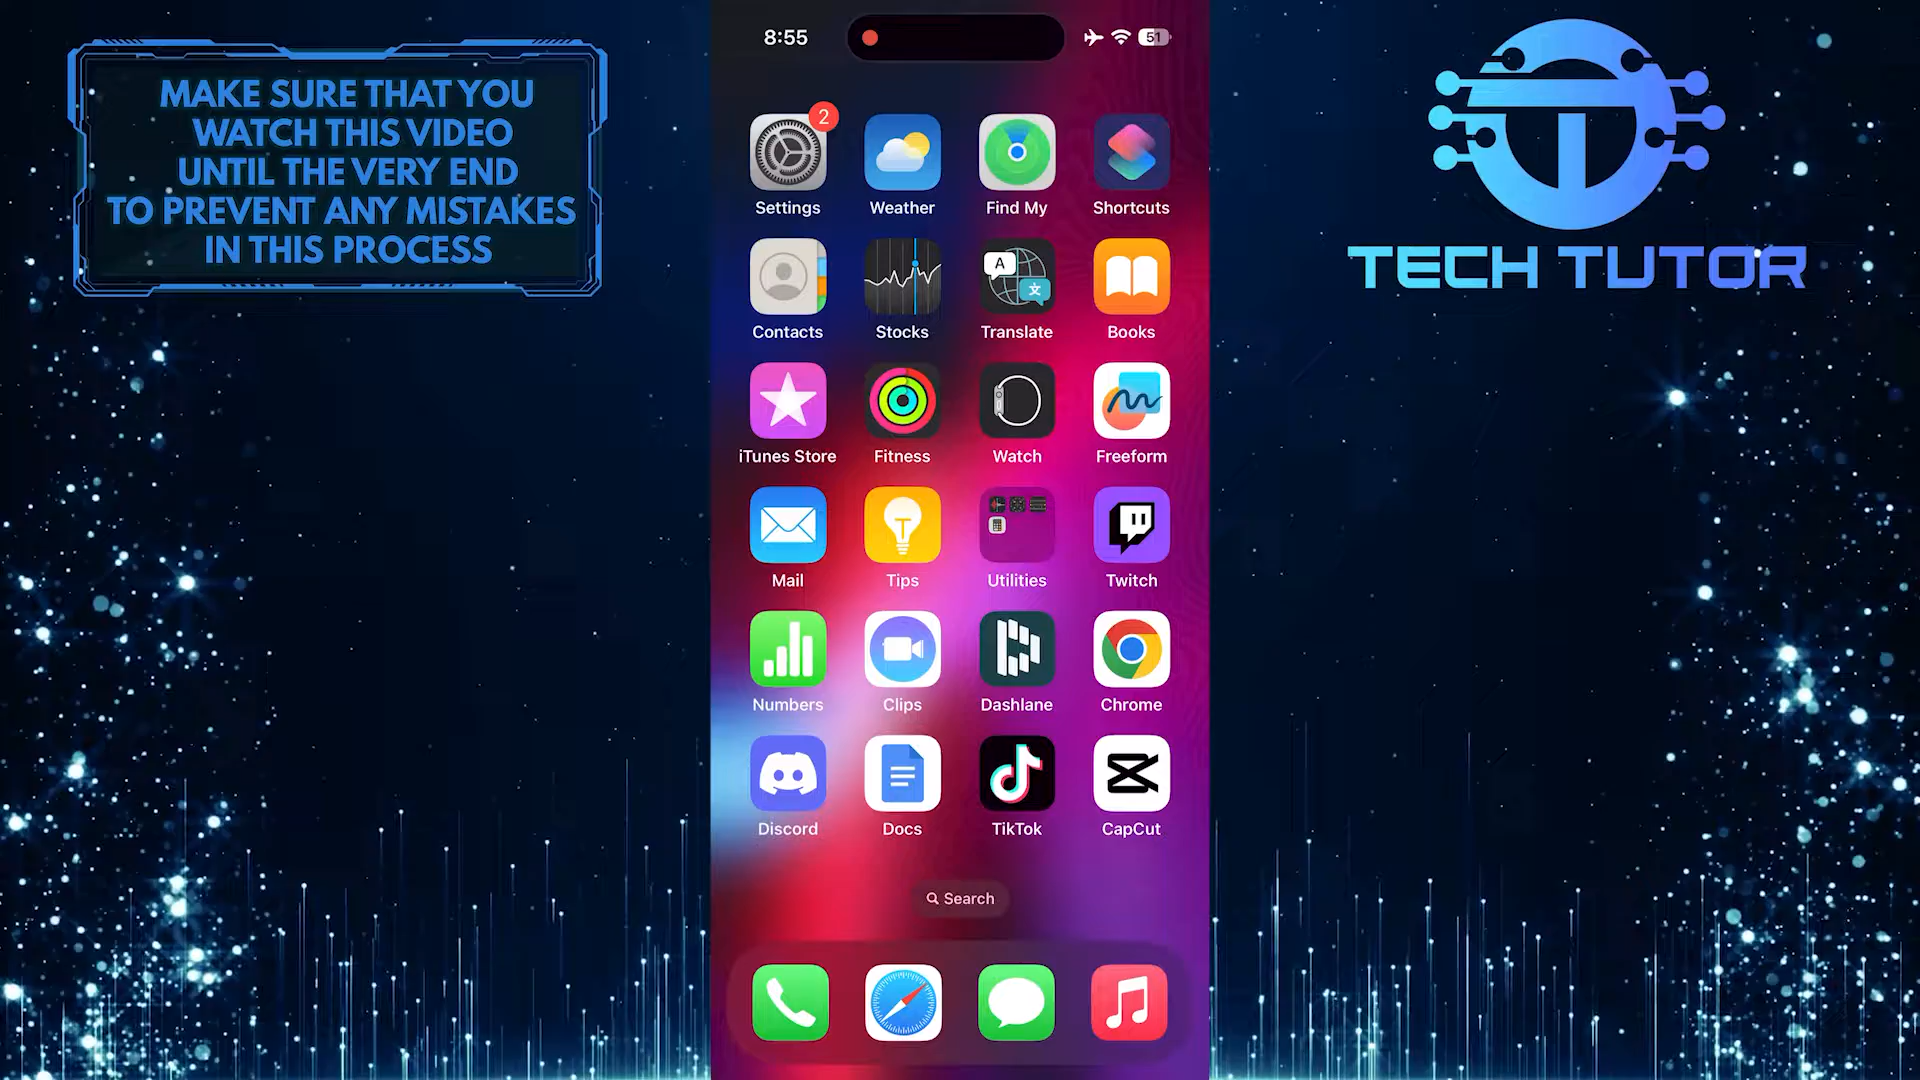 MAKE SURE THAT YOU
WATCH THIS VIDEO
UNTIL THE VERY END
TO PREVENT ANY MISTAKES
IN THIS PROCESS
8:55
51
TECH TUTOR
2
Settings
Weather
Find My
Shortcuts
A
文
Contacts
Stocks
Translate
Books
iTunes Store
Fitness
Watch
Freeform
Mail
Tips
Utilities
Twitch
Numbers
Clips
Dashlane
Chrome
Discord
Docs
TikTok
CapCut
Search